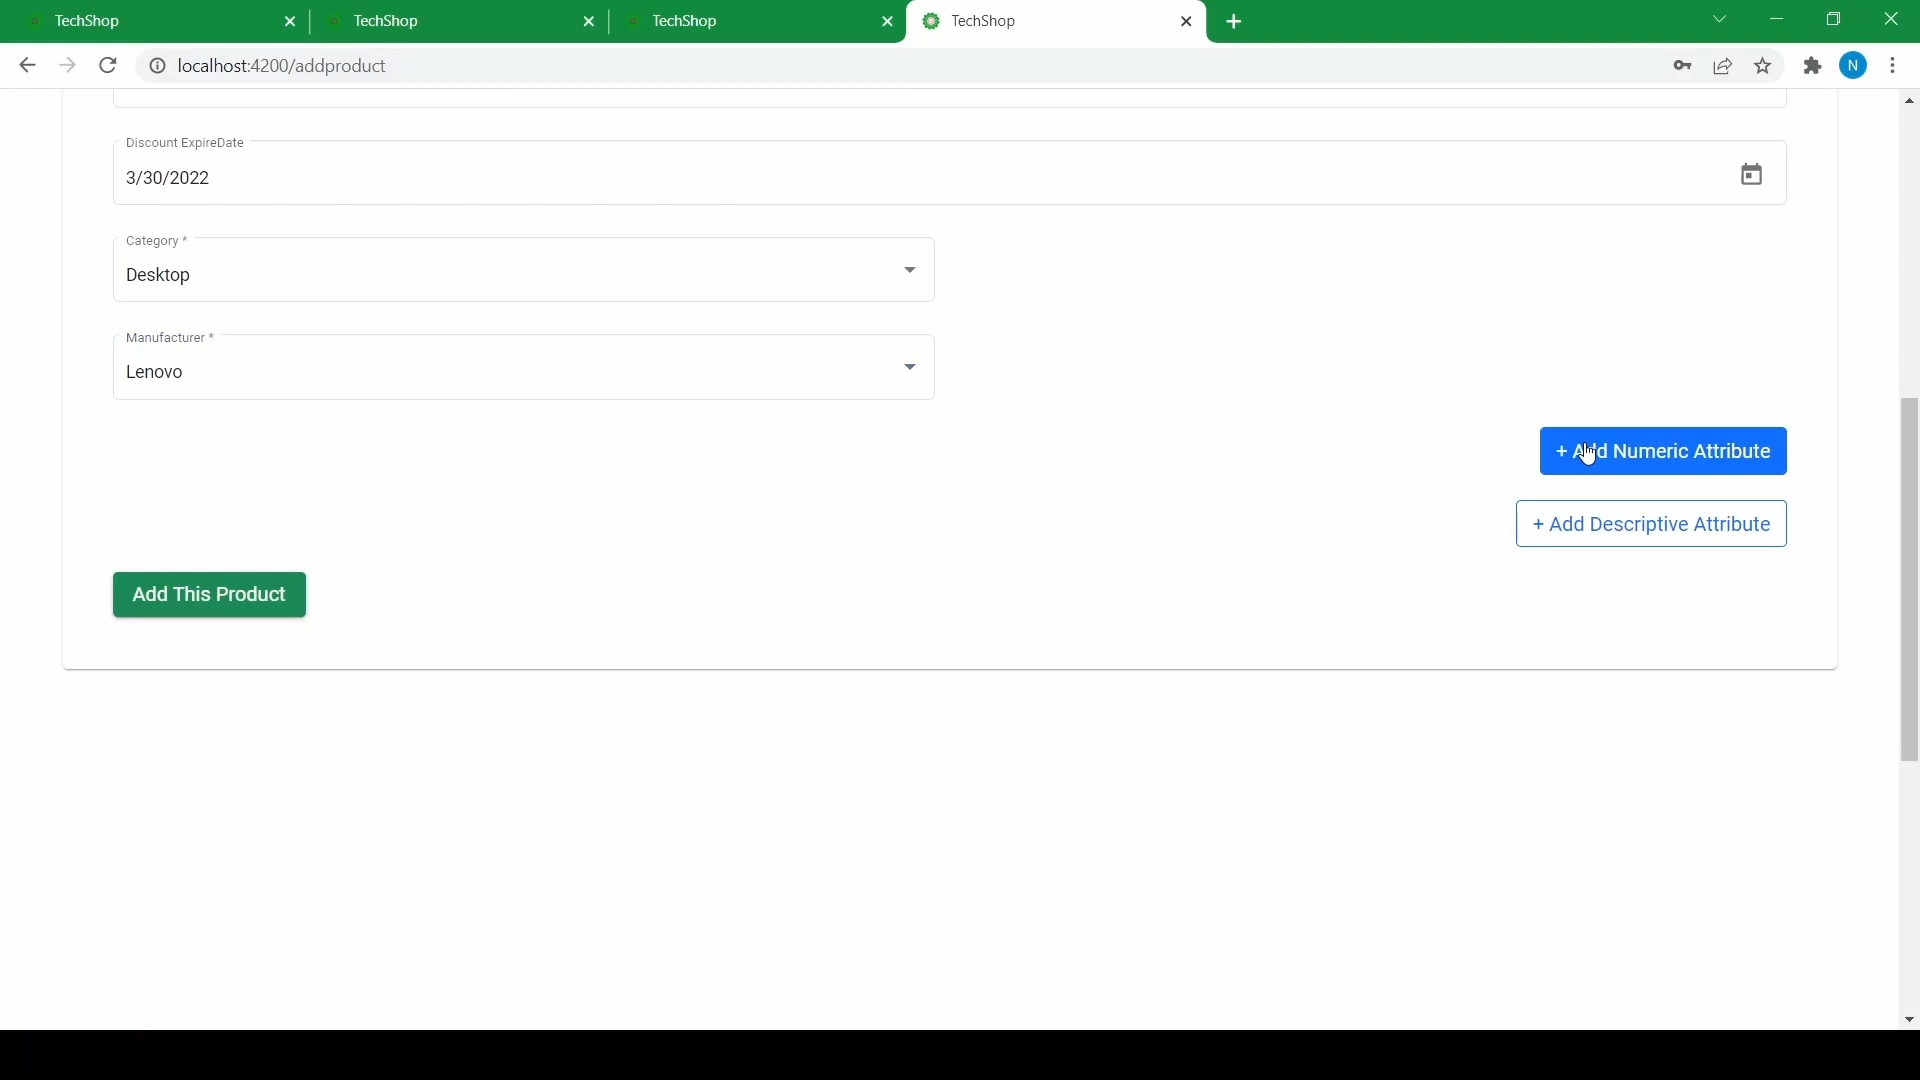 TechShop
TechShop
TechShop
TechShop
localhost:4200/addproduct
N
Discount ExpireDate
3/30/2022
Category *
Desktop
Manufacturer *
Lenovo
+ Add Numeric Attribute
+ Add Descriptive Attribute
Add This Product